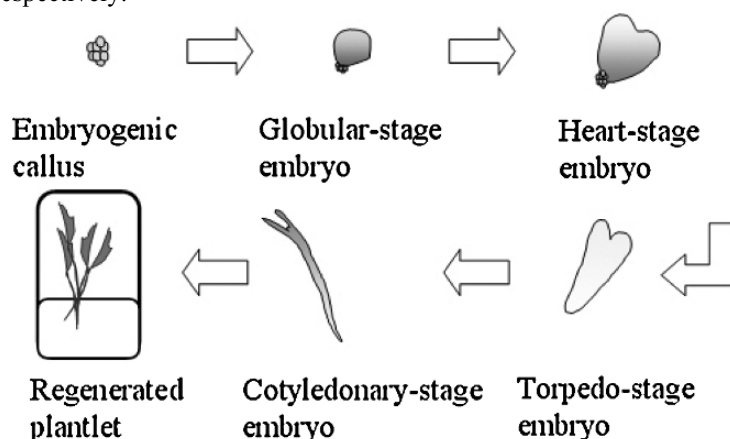 Embryogenic
callus
Globular-stage
embryo
Heart-stage
embryo
Regenerated
plantlet
Cotyledonary-stage
embryo
Torpedo-stage
embryo